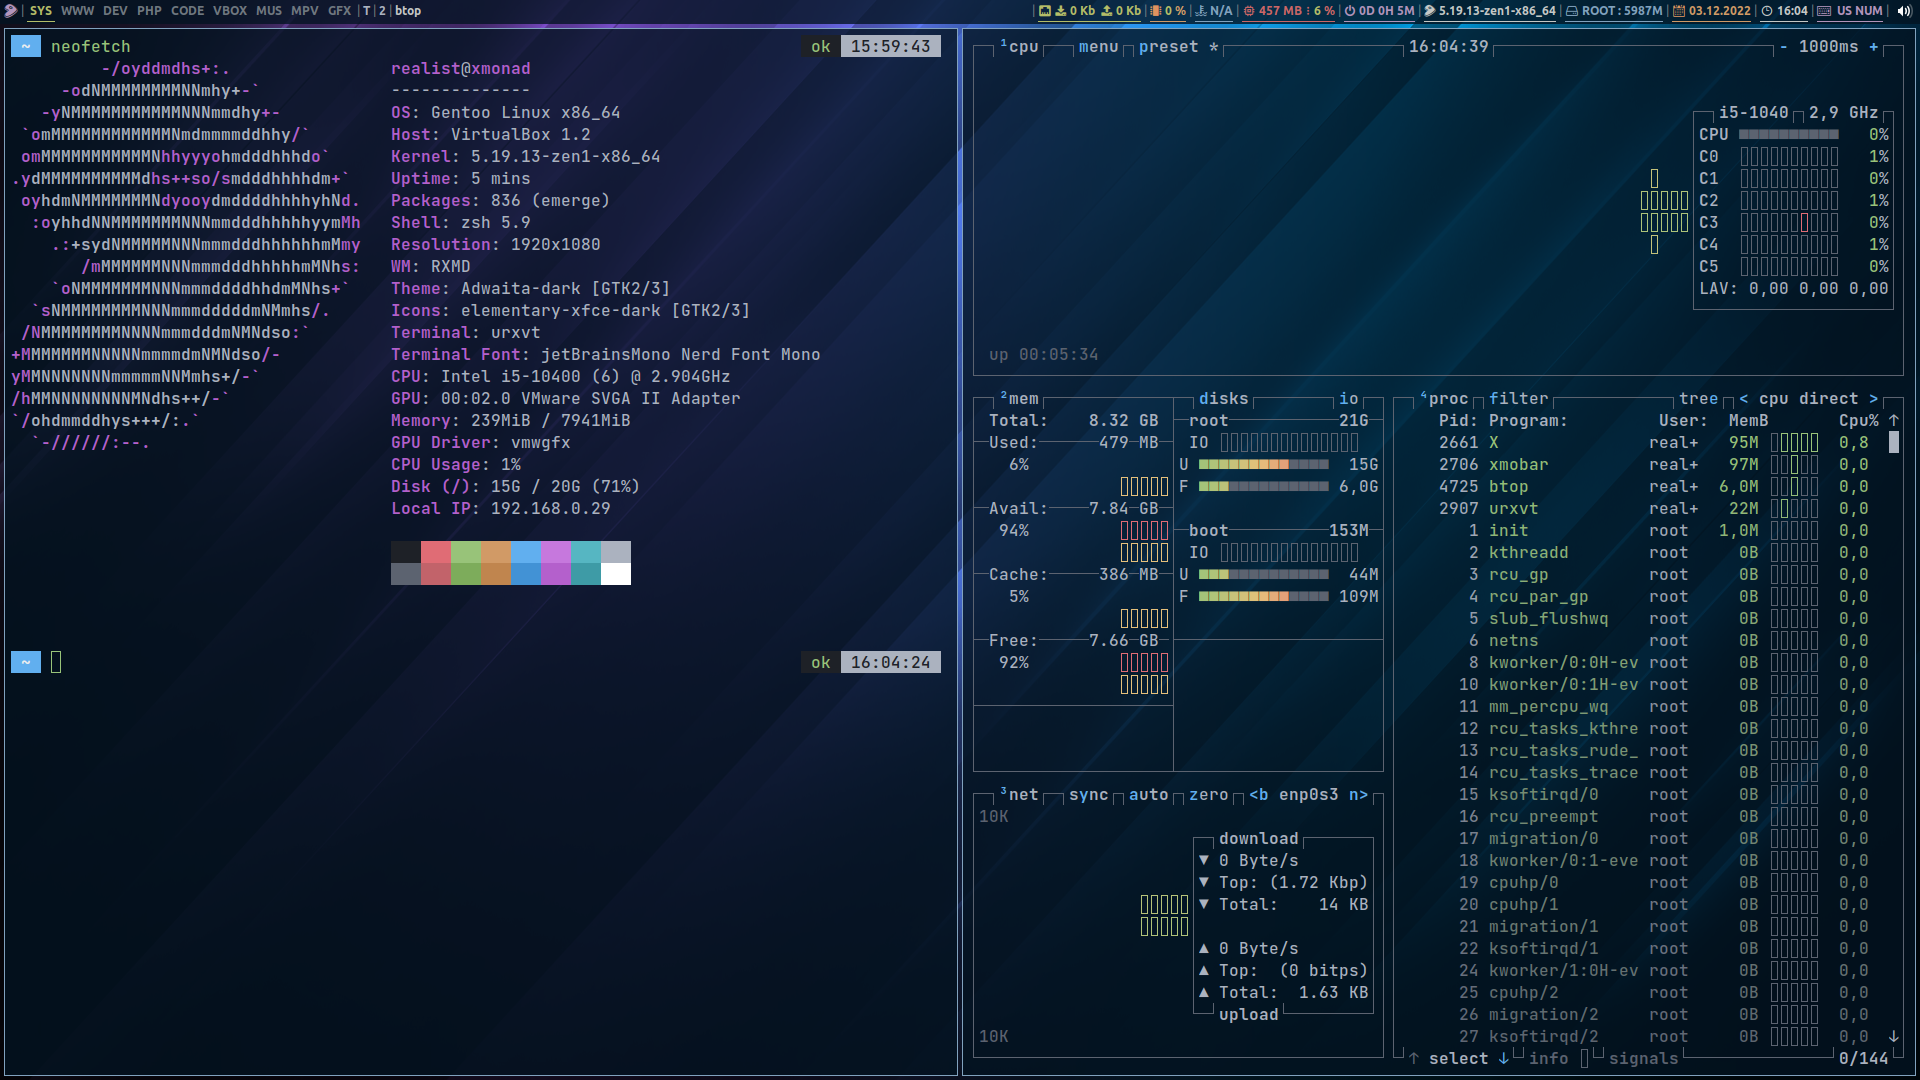 SYS WWW DEV PHP CODE VBOX MUS MPV GFX | T | 2 | btop
0 Kb 0 Kb | 0 % | N/A | 457 MB : 6 % | 0D 0H 5M | 5.19.13-zen1-x86_64 | ROOT : 5987M | 03.12.2022 | 16:04 | US NUM |
~ neofetch ok 15:59:43
-/oyddmdhs+:.
-odNMMMMMMMMNNmhy+-`
-yNMMMMMMMMMMMNNNmmdhy+-
`omMMMMMMMMMMMMNmdmmmmddhhy/`
omMMMMMMMMMMMNhhyyyohmdddhhhdo`
.ydMMMMMMMMMMdhs++so/smdddhhhhdm+`
oyhdmNMMMMMMMNdyooydmddddhhhhyhNd.
:oyhhdNNMMMMMMMNNNmmdddhhhhhyymMh
.:+sydNMMMMMNNNmmmdddhhhhhhmMmy
/mMMMMMMNNNmmmdddhhhhhmMNhs:
`oNMMMMMMMNNNmmmddddhhdmMNhs+`
`sNMMMMMMMMNNNmmmdddddmNMmhs/.
/NMMMMMMMMNNNNmmmdddmNMNdso:`
+MMMMMMMNNNNNmmmmdmNMNdso/-
yMMNNNNNNNmmmmmNNMmhs+/-`
/hMMNNNNNNNNMNdhs++/-`
`/ohdmmddhys+++/:.`
`-//////:--.
realist@xmonad
--------------
OS: Gentoo Linux x86_64
Host: VirtualBox 1.2
Kernel: 5.19.13-zen1-x86_64
Uptime: 5 mins
Packages: 836 (emerge)
Shell: zsh 5.9
Resolution: 1920x1080
WM: RXMD
Theme: Adwaita-dark [GTK2/3]
Icons: elementary-xfce-dark [GTK2/3]
Terminal: urxvt
Terminal Font: jetBrainsMono Nerd Font Mono
CPU: Intel i5-10400 (6) @ 2.904GHz
GPU: 00:02.0 VMware SVGA II Adapter
Memory: 239MiB / 7941MiB
GPU Driver: vmwgfx
CPU Usage: 1%
Disk (/): 15G / 20G (71%)
Local IP: 192.168.0.29
~ ok 16:04:24
¹cpu menu preset * 16:04:39 - 1000ms +
i5-1040 2,9 GHz
CPU 0%
C0 1%
C1 0%
C2 1%
C3 0%
C4 1%
C5 0%
LAV: 0,00 0,00 0,00
up 00:05:34
²mem
Total: 8.32 GB
Used: 479 MB
6%
Avail: 7.84 GB
94%
Cache: 386 MB
5%
Free: 7.66 GB
92%
disks io
root 21G
IO
U 15G
F 6,0G
boot 153M
IO
U 44M
F 109M
³net sync auto zero <b enp0s3 n>
10K
download
▼ 0 Byte/s
▼ Top: (1.72 Kbp)
▼ Total: 14 KB
▲ 0 Byte/s
▲ Top: (0 bitps)
▲ Total: 1.63 KB
upload
10K
⁴proc filter tree < cpu direct >
Pid: Program: User: MemB Cpu% ↑
2661 X real+ 95M 0,8
2706 xmobar real+ 97M 0,0
4725 btop real+ 6,0M 0,0
2907 urxvt real+ 22M 0,0
1 init root 1,0M 0,0
2 kthreadd root 0B 0,0
3 rcu_gp root 0B 0,0
4 rcu_par_gp root 0B 0,0
5 slub_flushwq root 0B 0,0
6 netns root 0B 0,0
8 kworker/0:0H-ev root 0B 0,0
10 kworker/0:1H-ev root 0B 0,0
11 mm_percpu_wq root 0B 0,0
12 rcu_tasks_kthre root 0B 0,0
13 rcu_tasks_rude_ root 0B 0,0
14 rcu_tasks_trace root 0B 0,0
15 ksoftirqd/0 root 0B 0,0
16 rcu_preempt root 0B 0,0
17 migration/0 root 0B 0,0
18 kworker/0:1-eve root 0B 0,0
19 cpuhp/0 root 0B 0,0
20 cpuhp/1 root 0B 0,0
21 migration/1 root 0B 0,0
22 ksoftirqd/1 root 0B 0,0
24 kworker/1:0H-ev root 0B 0,0
25 cpuhp/2 root 0B 0,0
26 migration/2 root 0B 0,0
27 ksoftirqd/2 root 0B 0,0 ↓
↑ select ↓ info signals 0/144